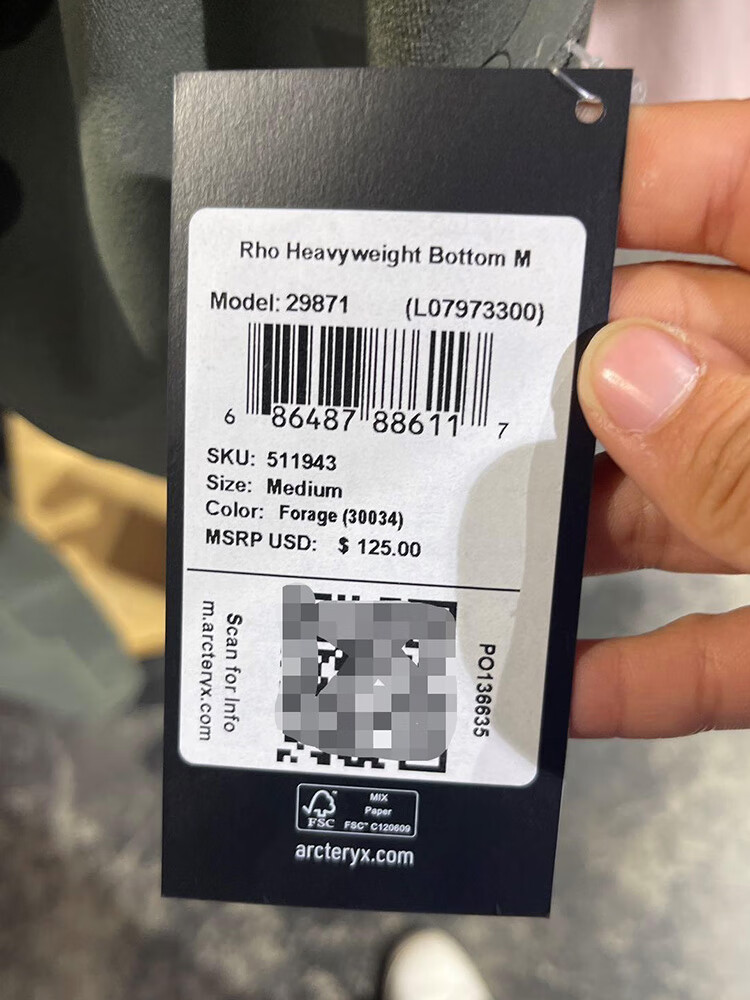 Rho Heavyweight Bottom M
Model: 29871 (L07973300)
6 86487 88611 7
SKU: 511943
Size: Medium
Color: Forage (30034)
MSRP USD: $ 125.00
Scan for Info
m.arcteryx.com
PO136635
FSC
MIX
Paper
FSC™ C120609
arcteryx.com